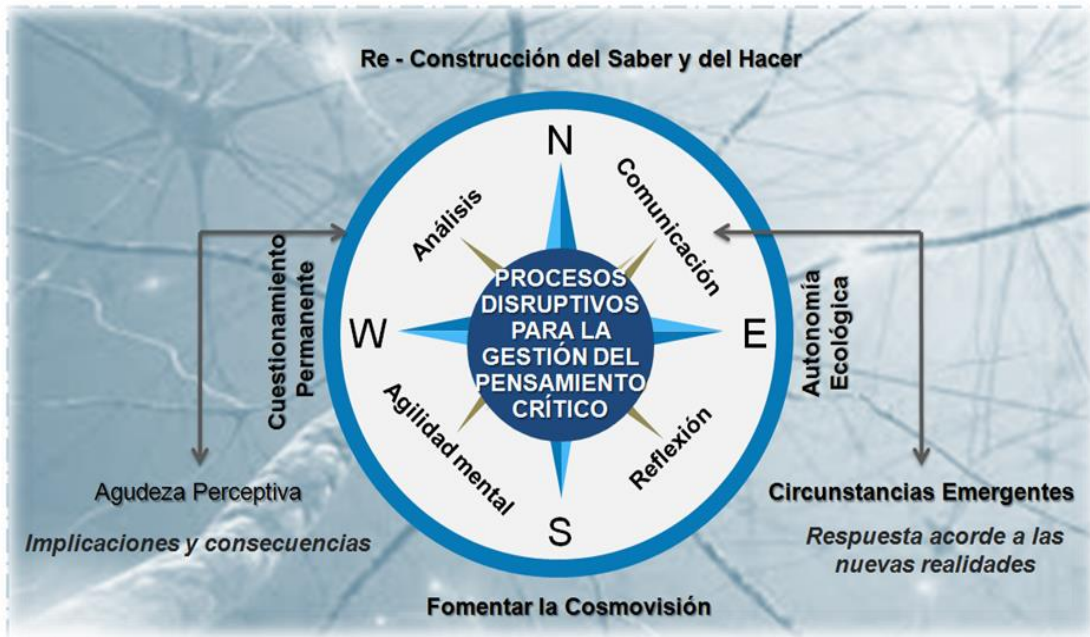 Re - Construcción del Saber y del Hacer
N
Análisis
Comunicación
Cuestionamiento
Permanente
W
PROCESOS
DISRUPTIVOS
PARA LA
GESTIÓN DEL
PENSAMIENTO
CRÍTICO
E
Autonomía
Ecológica
Agilidad mental
Reflexión
S
Agudeza Perceptiva
Implicaciones y consecuencias
Circunstancias Emergentes
Respuesta acorde a las
nuevas realidades
Fomentar la Cosmovisión